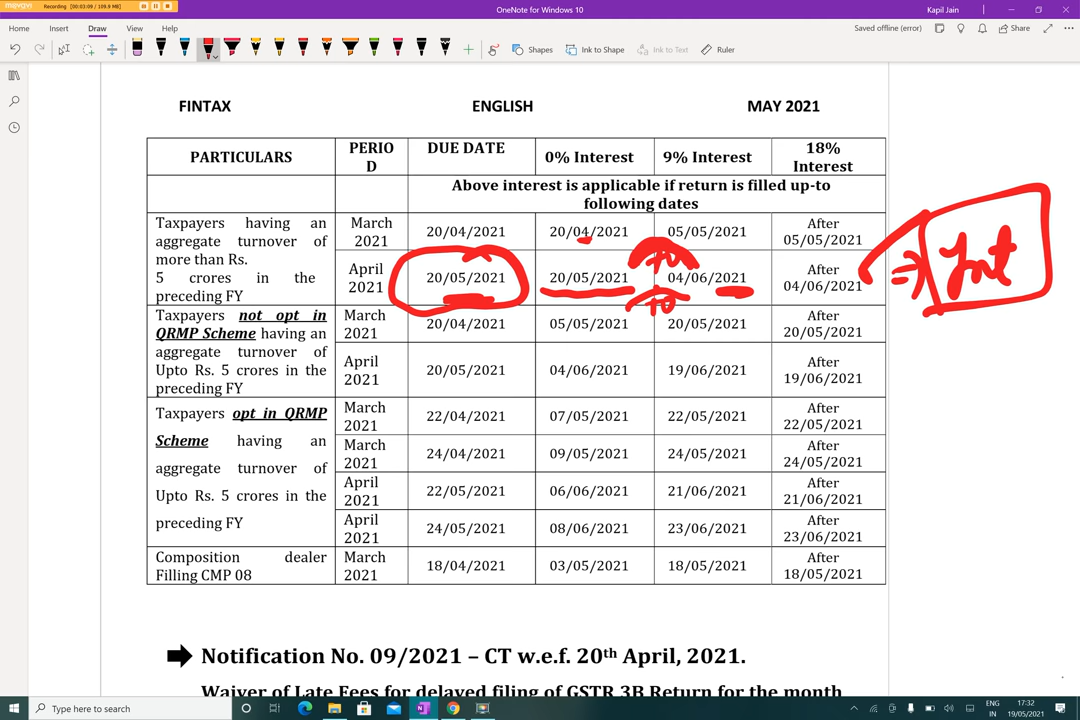 movavi Recording [00:03:09 / 109.9 MB]
OneNote for Windows 10
Kapil Jain
Home Insert Draw View Help
Saved offline (error) Share
Shapes Ink to Shape Ink to Text Ruler
FINTAX ENGLISH MAY 2021
PARTICULARS PERIO D DUE DATE 0% Interest 9% Interest 18% Interest
Above interest is applicable if return is filled up-to
following dates
Taxpayers having an aggregate turnover of more than Rs. 5 crores in the preceding FY March 2021 20/04/2021 20/04/2021 05/05/2021 After 05/05/2021
April 2021 20/05/2021 20/05/2021 04/06/2021 After 04/06/2021
Taxpayers not opt in QRMP Scheme having an aggregate turnover of Upto Rs. 5 crores in the preceding FY March 2021 20/04/2021 05/05/2021 20/05/2021 After 20/05/2021
April 2021 20/05/2021 04/06/2021 19/06/2021 After 19/06/2021
Taxpayers opt in QRMP Scheme having an aggregate turnover of Upto Rs. 5 crores in the preceding FY March 2021 22/04/2021 07/05/2021 22/05/2021 After 22/05/2021
March 2021 24/04/2021 09/05/2021 24/05/2021 After 24/05/2021
April 2021 22/05/2021 06/06/2021 21/06/2021 After 21/06/2021
April 2021 24/05/2021 08/06/2021 23/06/2021 After 23/06/2021
Composition dealer Filling CMP 08 March 2021 18/04/2021 03/05/2021 18/05/2021 After 18/05/2021
Int
Notification No. 09/2021 – CT w.e.f. 20th April, 2021.
Waiver of Late Fees for delayed filing of GSTR 3B Return for the month
Type here to search
ENG IN
17:32
19/05/2021